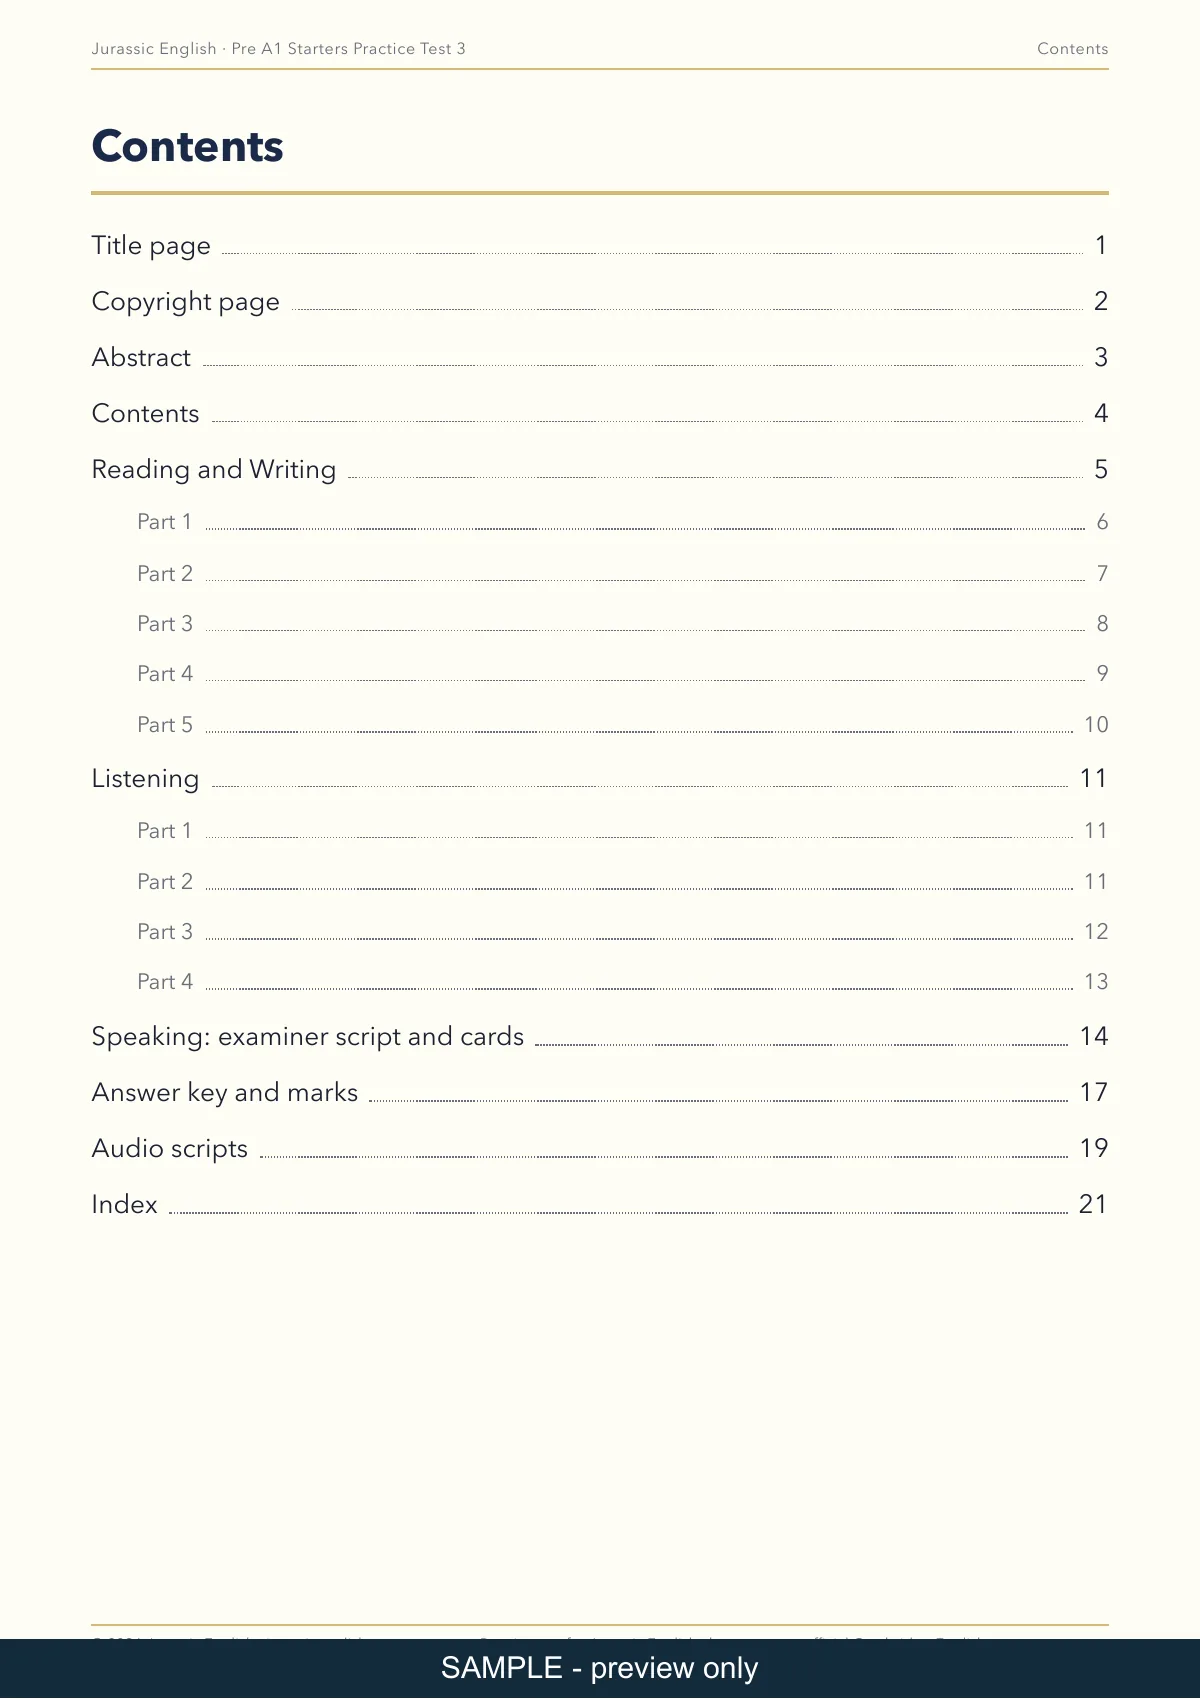 Jurassic English · Pre A1 Starters Practice Test 3 Contents
Contents
Title page 1
Copyright page 2
Abstract 3
Contents 4
Reading and Writing 5
Part 1 6
Part 2 7
Part 3 8
Part 4 9
Part 5 10
Listening 11
Part 1 11
Part 2 11
Part 3 12
Part 4 13
Speaking: examiner script and cards 14
Answer key and marks 17
Audio scripts 19
Index 21
SAMPLE - preview only